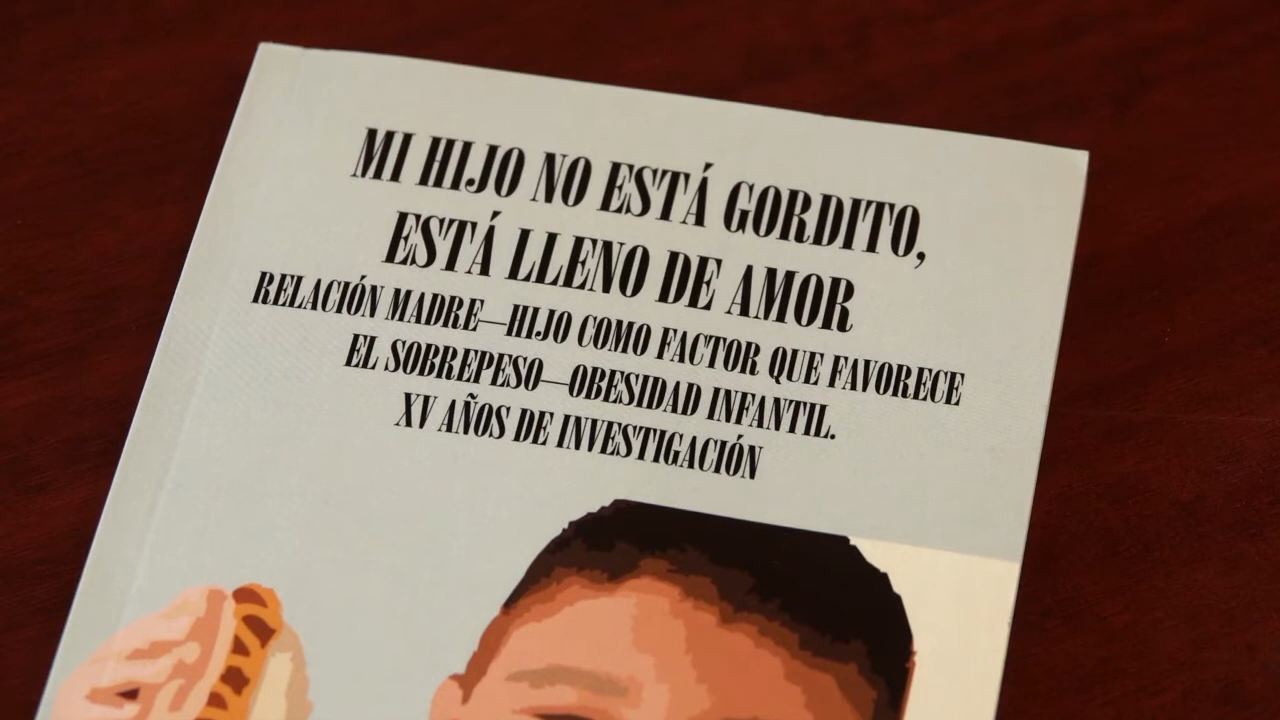 MI HIJO NO ESTÁ GORDITO,
ESTÁ LLENO DE AMOR
RELACIÓN MADRE—HIJO COMO FACTOR QUE FAVORECE
EL SOBREPESO—OBESIDAD INFANTIL.
XV AÑOS DE INVESTIGACIÓN